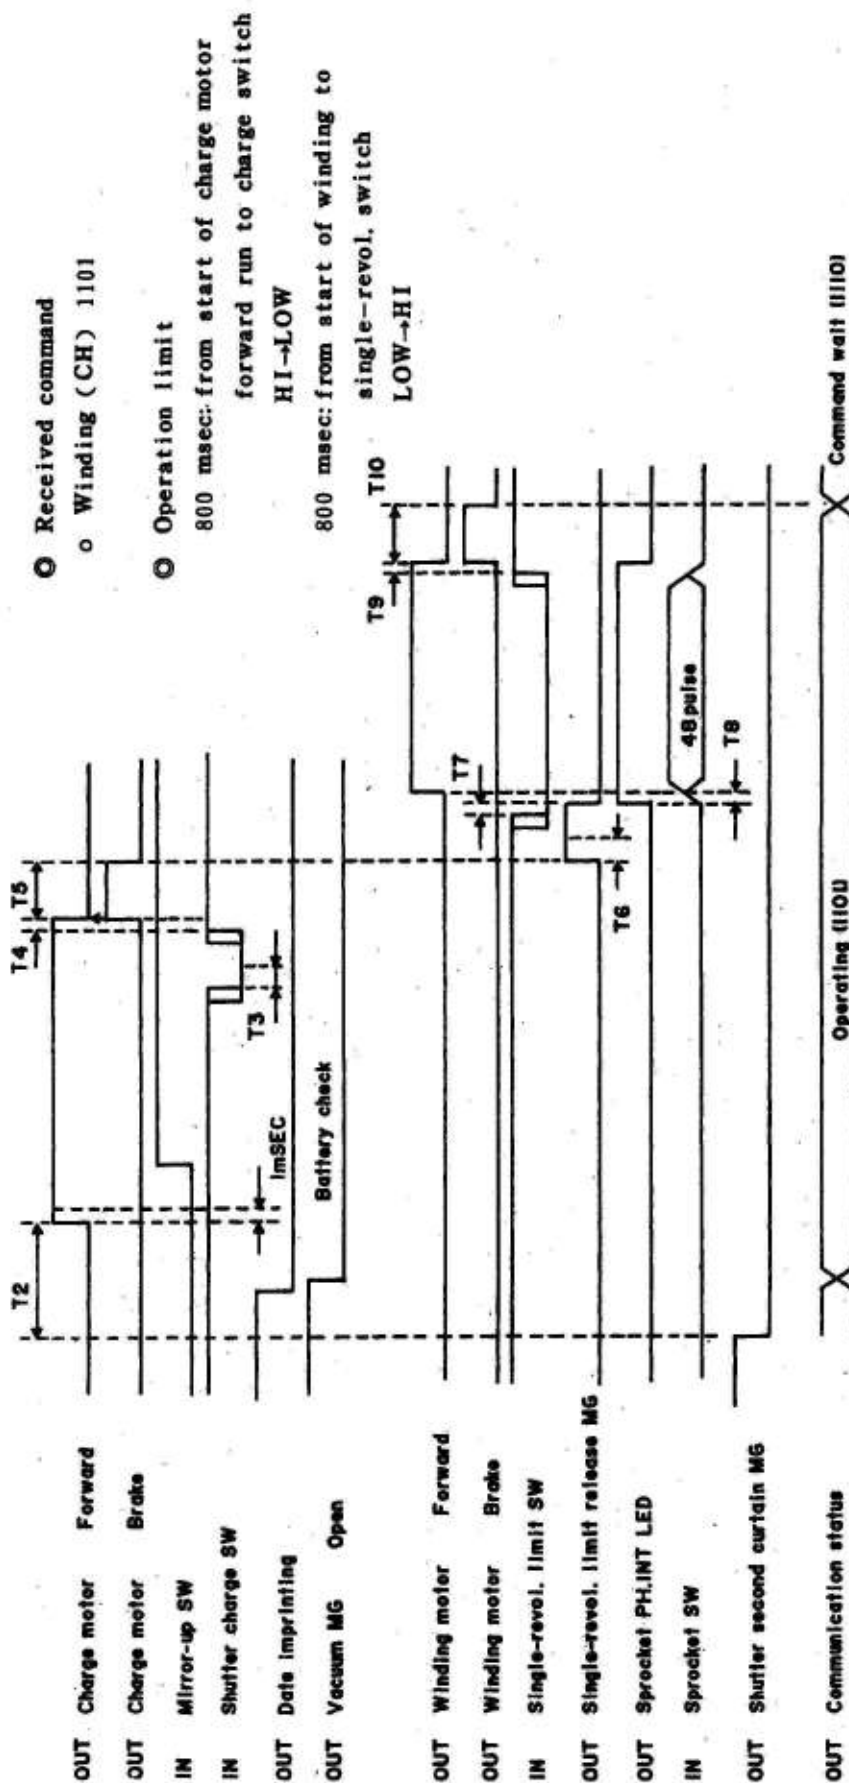 ◎ Received command
o Winding (CH) 1101
◎ Operation limit
800 msec: from start of charge motor
forward run to charge switch
HI→LOW
800 msec: from start of winding to
single-revol. switch
LOW→HI
T2
T4
T5
OUT Charge motor Forward
OUT Charge motor Brake
IN Mirror-up SW
IN Shutter charge SW
T3
1mSEC
OUT Date imprinting
Battery check
OUT Vacuum MG Open
T9
T10
OUT Winding motor Forward
T7
OUT Winding motor Brake
IN Single-revol. limit SW
OUT Single-revol. limit release MG
T6
OUT Sprocket PH.INT LED
48 pulse
IN Sprocket SW
T8
OUT Shutter second curtain MG
OUT Communication status
Operating (1101)
Command wait (1110)